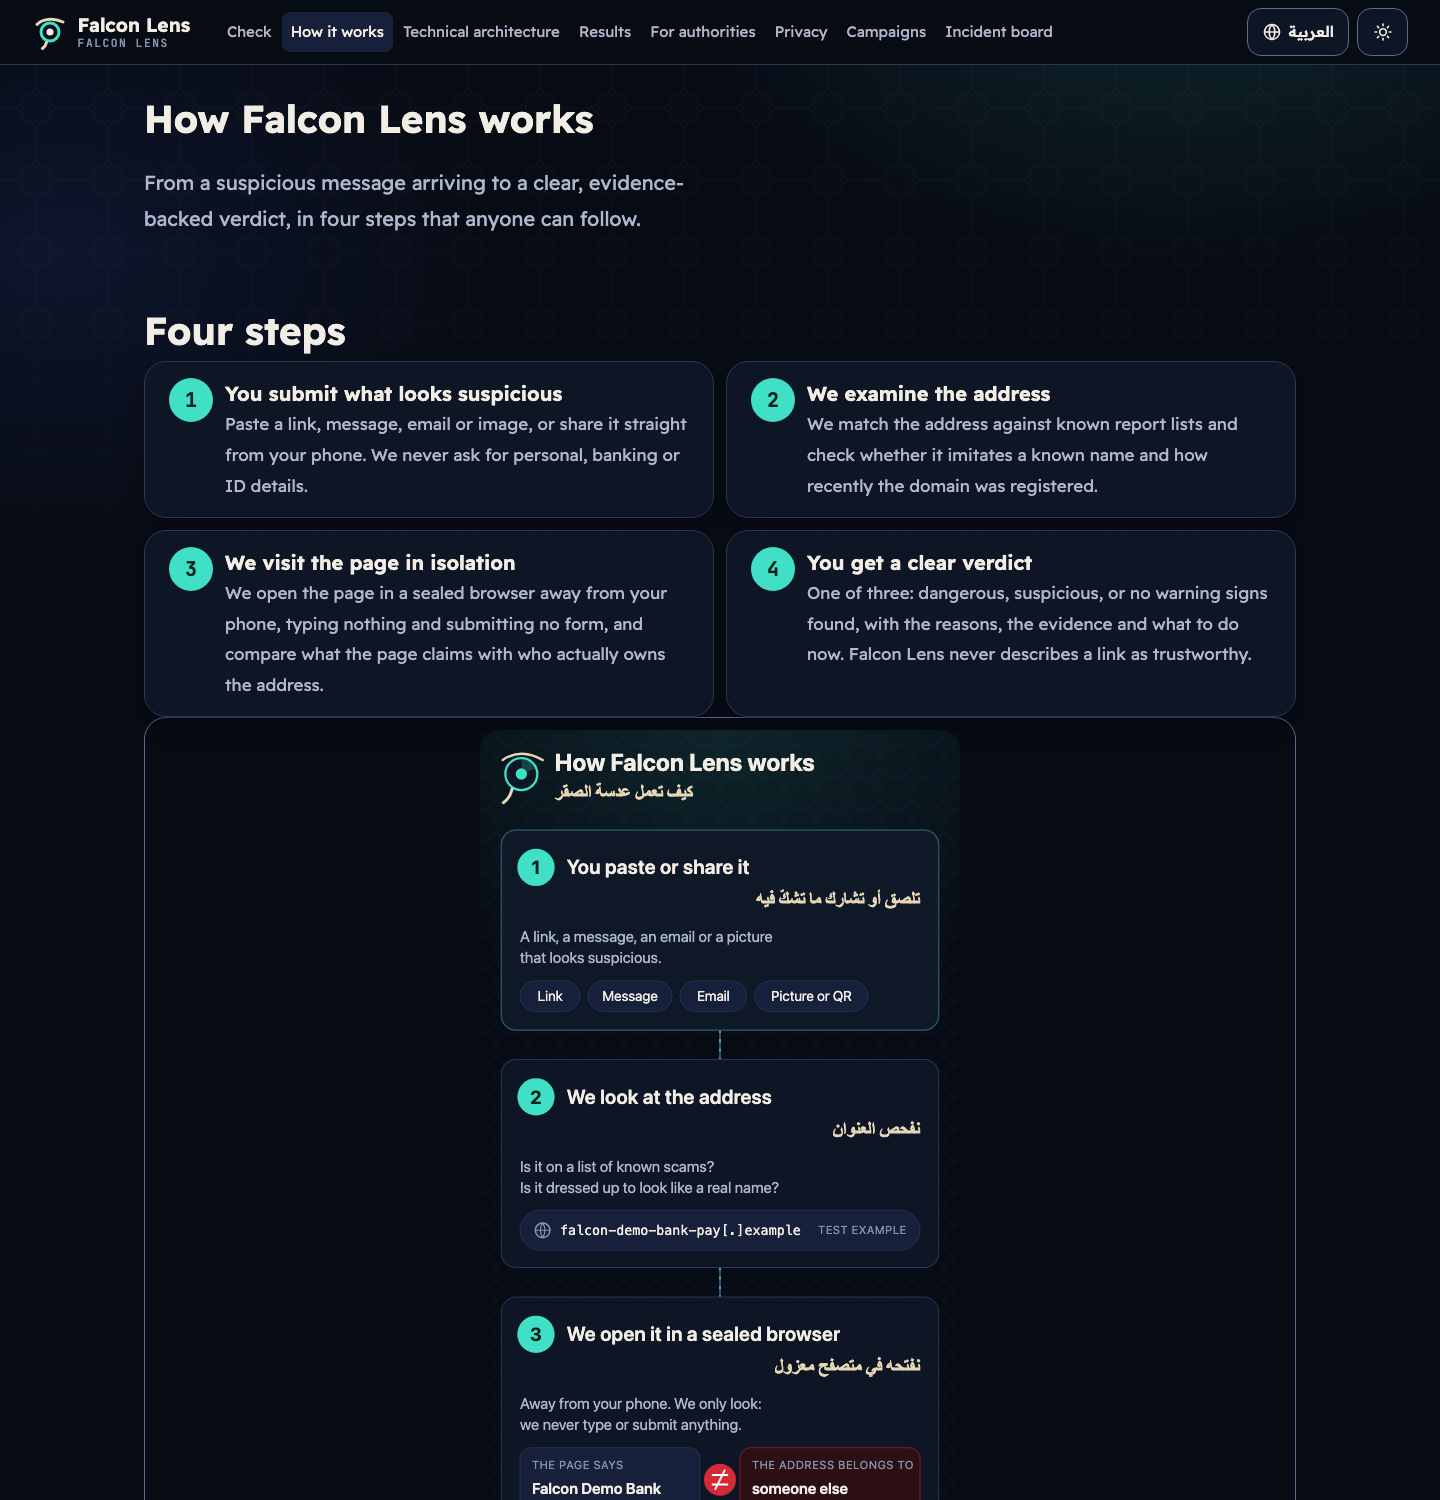 Falcon Lens
FALCON LENS
Check
How it works
Technical architecture
Results
For authorities
Privacy
Campaigns
Incident board
العربية
How Falcon Lens works
From a suspicious message arriving to a clear, evidence-
backed verdict, in four steps that anyone can follow.
Four steps
1
You submit what looks suspicious
Paste a link, message, email or image, or share it straight
from your phone. We never ask for personal, banking or
ID details.
2
We examine the address
We match the address against known report lists and
check whether it imitates a known name and how
recently the domain was registered.
3
We visit the page in isolation
We open the page in a sealed browser away from your
phone, typing nothing and submitting no form, and
compare what the page claims with who actually owns
the address.
4
You get a clear verdict
One of three: dangerous, suspicious, or no warning signs
found, with the reasons, the evidence and what to do
now. Falcon Lens never describes a link as trustworthy.
How Falcon Lens works
كيف تعمل عدسة الصقر
1
You paste or share it
تلصق أو تشارك ما تشكّ فيه
A link, a message, an email or a picture
that looks suspicious.
Link
Message
Email
Picture or QR
2
We look at the address
نفحص العنوان
Is it on a list of known scams?
Is it dressed up to look like a real name?
falcon-demo-bank-pay[.]example
TEST EXAMPLE
3
We open it in a sealed browser
نفتحه في متصفح معزول
Away from your phone. We only look:
we never type or submit anything.
THE PAGE SAYS
Falcon Demo Bank
≠
THE ADDRESS BELONGS TO
someone else